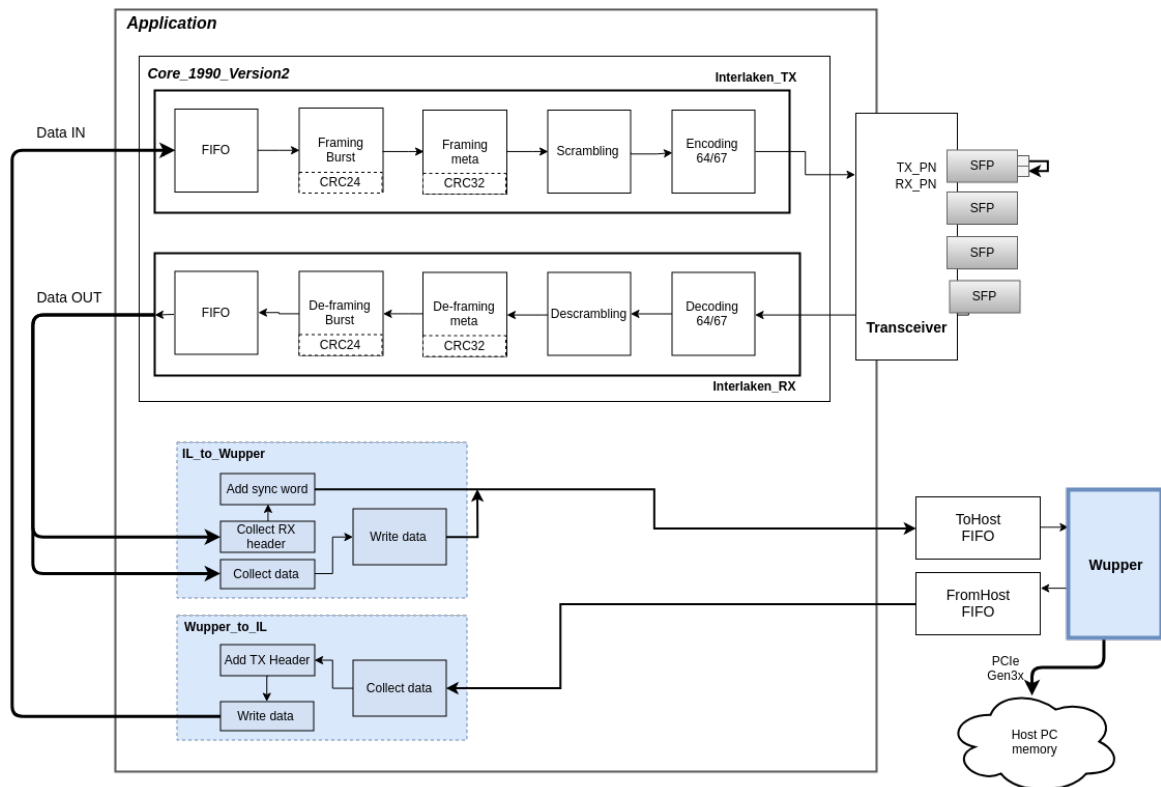 Application
Core_1990_Version2
Interlaken_TX
Data IN
FIFO
Framing
Burst
CRC24
Framing
meta
CRC32
Scrambling
Encoding
64/67
TX_PN
RX_PN
SFP
SFP
SFP
SFP
Transceiver
Data OUT
FIFO
De-framing
Burst
CRC24
De-framing
meta
CRC32
Descrambling
Decoding
64/67
Interlaken_RX
IL_to_Wupper
Add sync word
Collect RX
header
Collect data
Write data
ToHost
FIFO
FromHost
FIFO
Wupper
Wupper_to_IL
Add TX Header
Write data
Collect data
PCIe
Gen3x
Host PC
memory